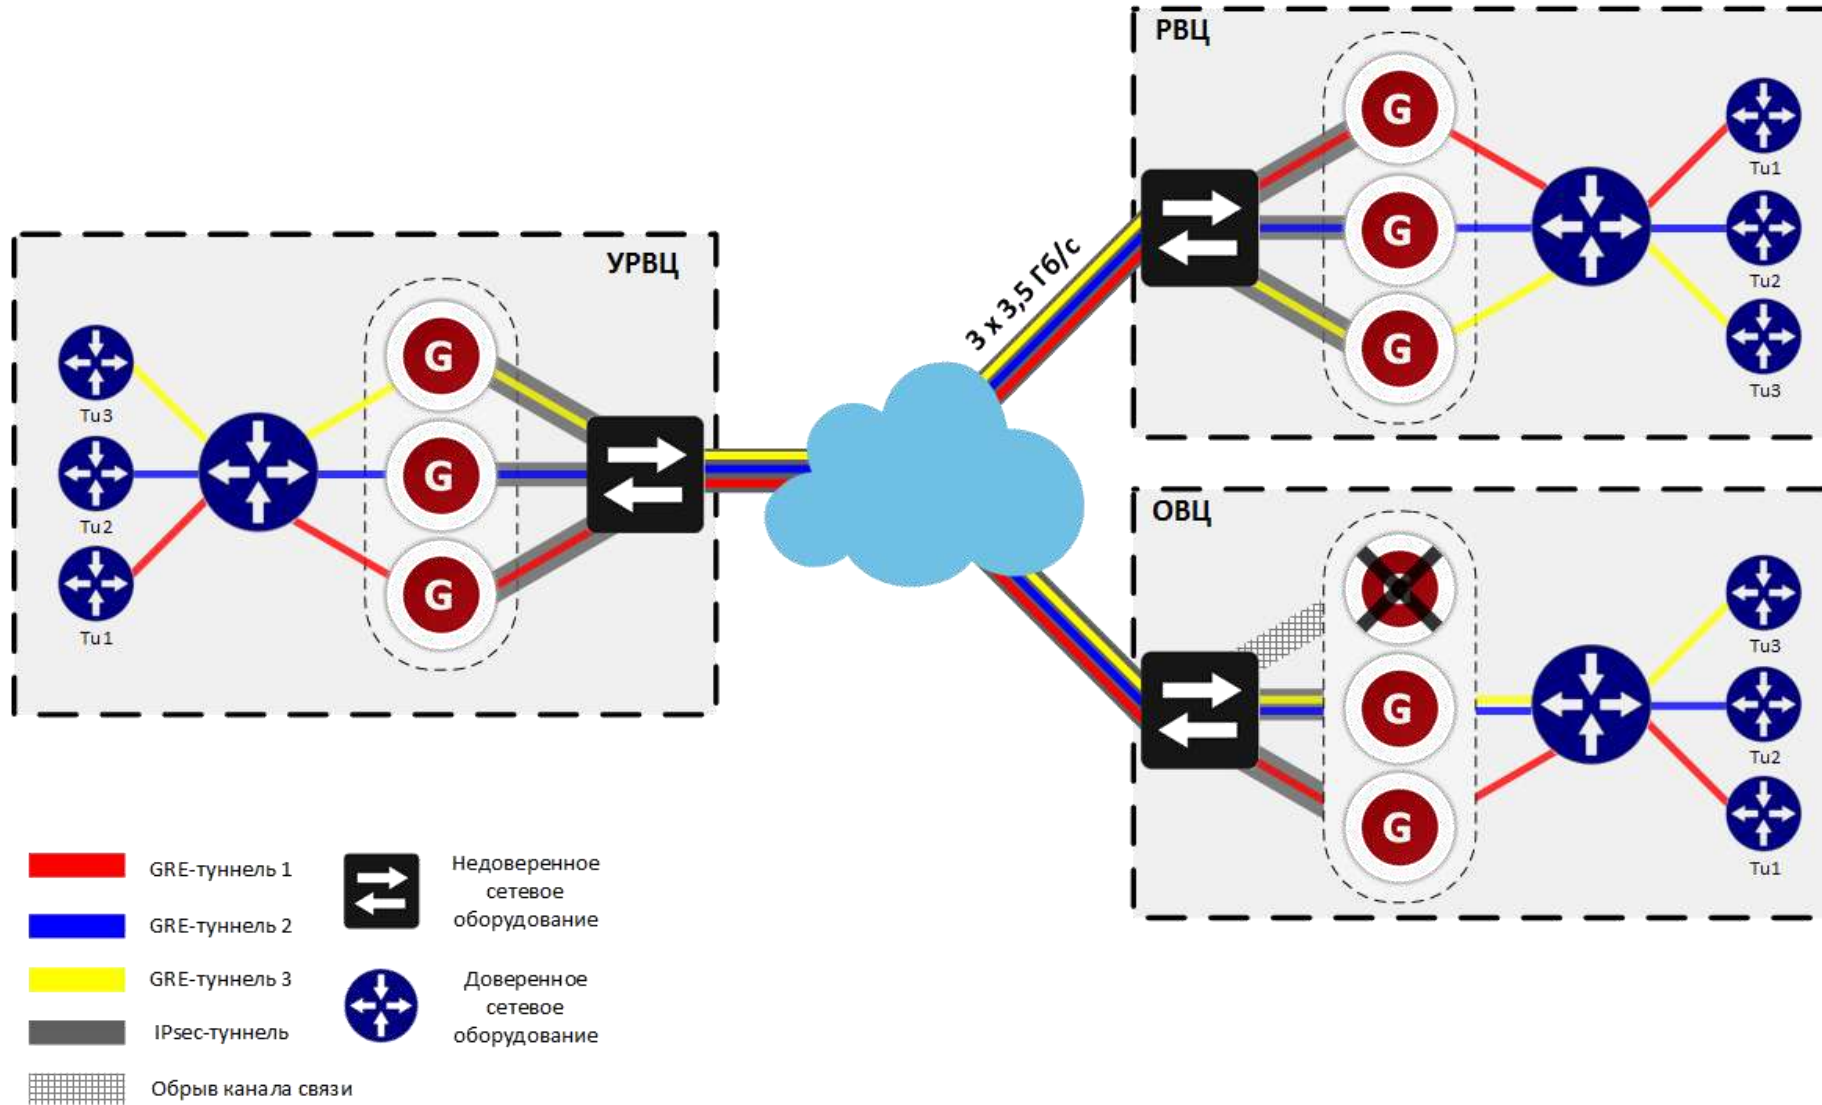 РВЦ
G
Tu1
G
Tu2
G
Tu3
3 x 3,5 Гб/с
УРВЦ
G
Tu3
G
Tu2
G
Tu1
ОВЦ
Tu3
G
Tu2
G
Tu1
GRE-туннель 1
GRE-туннель 2
GRE-туннель 3
IPsec-туннель
Обрыв канала связи
Недоверенное
сетевое
оборудование
Доверенное
сетевое
оборудование